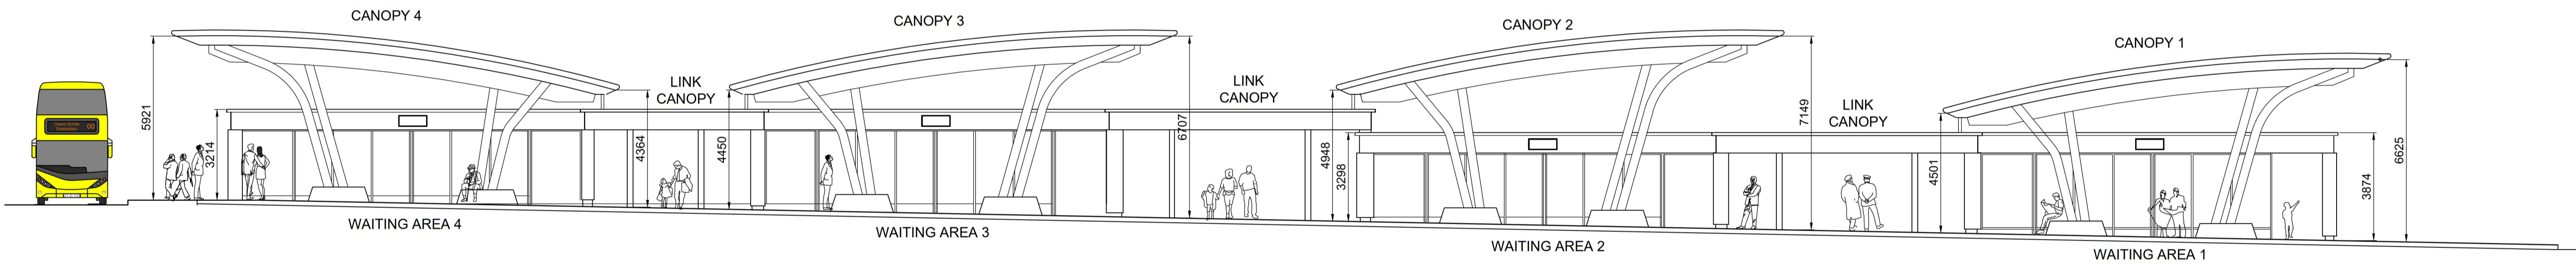 CANOPY 4
CANOPY 3
CANOPY 2
CANOPY 1
LINK
CANOPY
LINK
CANOPY
LINK
CANOPY
00
5921
3214
4364
4450
6707
4948
3298
7149
4501
3874
6625
WAITING AREA 4
WAITING AREA 3
WAITING AREA 2
WAITING AREA 1